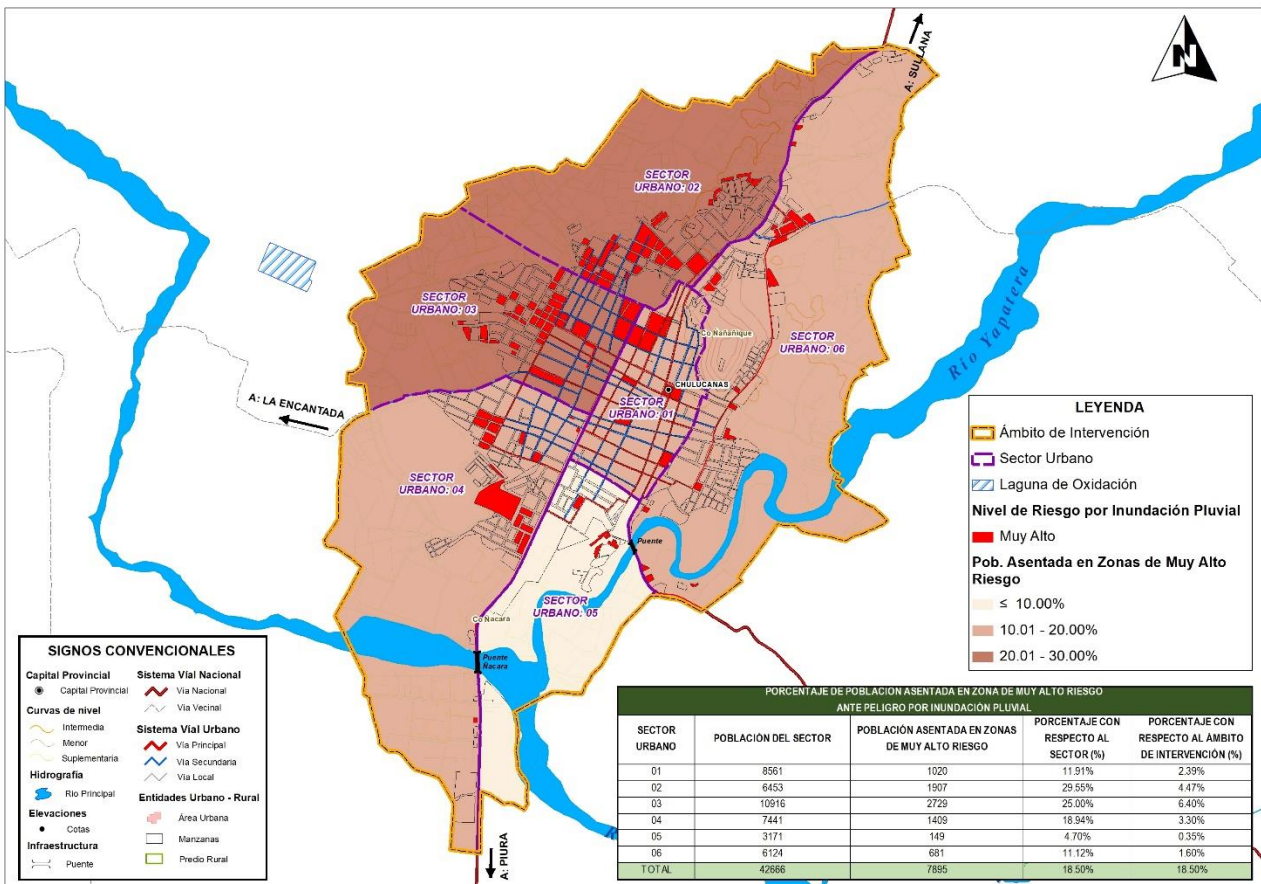 N
A: SULLANA
SECTOR
URBANO: 02
SECTOR
URBANO: 03
Co Ñañañique
SECTOR
URBANO: 06
Río Yapatera
CHULUCANAS
A: LA ENCANTADA
SECTOR
URBANO: 01
SECTOR
URBANO: 04
Puente
SECTOR
URBANO: 05
Co Nacara
Puente
Ñacara
A: PIURA
LEYENDA
Ámbito de Intervención
Sector Urbano
Laguna de Oxidación
Nivel de Riesgo por Inundación Pluvial
Muy Alto
Pob. Asentada en Zonas de Muy Alto
Riesgo
≤ 10.00%
10.01 - 20.00%
20.01 - 30.00%
SIGNOS CONVENCIONALES
Capital Provincial
Capital Provincial
Curvas de nivel
Intermedia
Menor
Suplementaria
Hidrografía
Río Principal
Elevaciones
Cotas
Infraestructura
Puente
Sistema Víal Nacional
Via Nacional
Via Vecinal
Sistema Víal Urbano
Vía Principal
Vía Secundaria
Via Local
Entidades Urbano - Rural
Área Urbana
Manzanas
Predio Rural
PORCENTAJE DE POBLACION ASENTADA EN ZONA DE MUY ALTO RIESGO
ANTE PELIGRO POR INUNDACIÓN PLUVIAL
SECTOR URBANO POBLACIÓN DEL SECTOR POBLACIÓN ASENTADA EN ZONAS DE MUY ALTO RIESGO PORCENTAJE CON RESPECTO AL SECTOR (%) PORCENTAJE CON RESPECTO AL ÁMBITO DE INTERVENCIÓN (%)
01 8561 1020 11.91% 2.39%
02 6453 1907 29.55% 4.47%
03 10916 2729 25.00% 6.40%
04 7441 1409 18.94% 3.30%
05 3171 149 4.70% 0.35%
06 6124 681 11.12% 1.60%
TOTAL 42666 7895 18.50% 18.50%